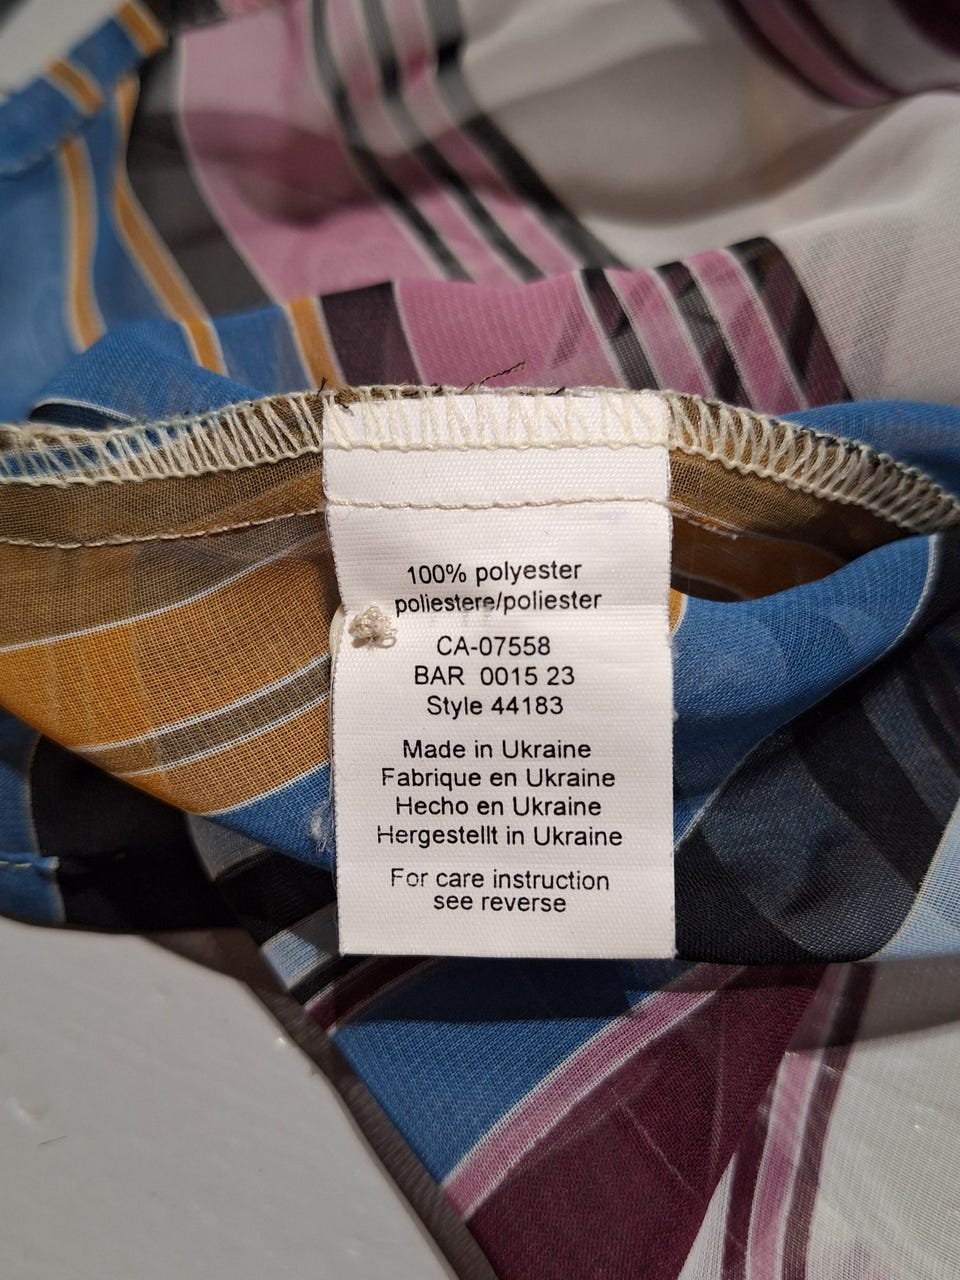 100% polyester
poliestere/poliester
CA-07558
BAR 0015 23
Style 44183
Made in Ukraine
Fabrique en Ukraine
Hecho en Ukraine
Hergestellt in Ukraine
For care instruction
see reverse